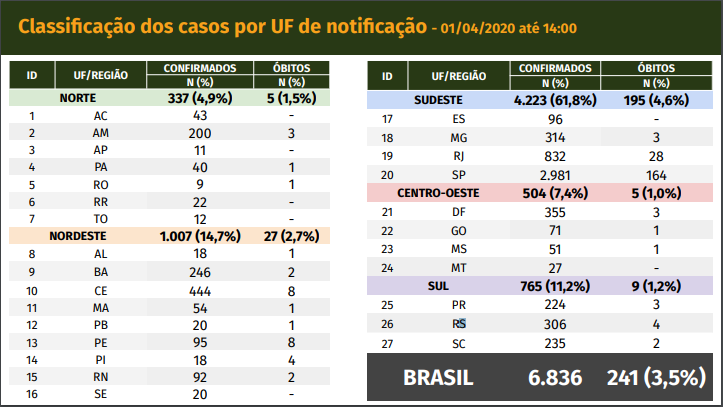 Classificação dos casos por UF de notificação - 01/04/2020 até 14:00
ID UF/REGIÃO CONFIRMADOS ÓBITOS
N (%) N (%)
NORTE 337 (4,9%) 5 (1,5%)
1 AC 43 -
2 AM 200 3
3 AP 11 -
4 PA 40 1
5 RO 9 1
6 RR 22 -
7 TO 12 -
NORDESTE 1.007 (14,7%) 27 (2,7%)
8 AL 18 1
9 BA 246 2
10 CE 444 8
11 MA 54 1
12 PB 20 1
13 PE 95 8
14 PI 18 4
15 RN 92 2
16 SE 20 -
ID UF/REGIÃO CONFIRMADOS ÓBITOS
N (%) N (%)
SUDESTE 4.223 (61,8%) 195 (4,6%)
17 ES 96 -
18 MG 314 3
19 RJ 832 28
20 SP 2.981 164
CENTRO-OESTE 504 (7,4%) 5 (1,0%)
21 DF 355 3
22 GO 71 1
23 MS 51 1
24 MT 27 -
SUL 765 (11,2%) 9 (1,2%)
25 PR 224 3
26 RS 306 4
27 SC 235 2
BRASIL 6.836 241 (3,5%)